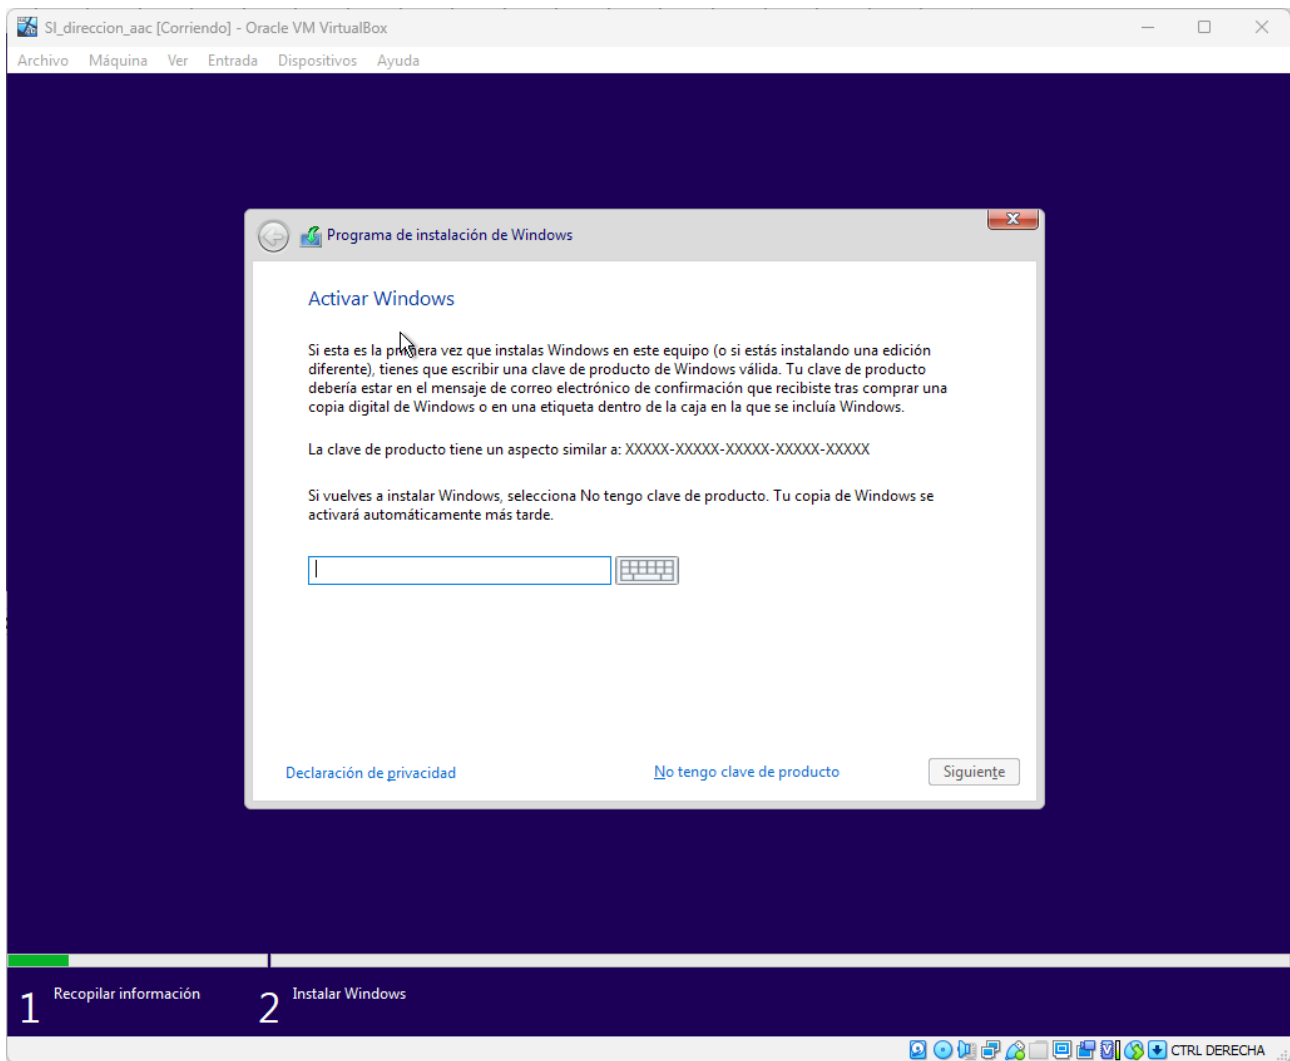 SI_direccion_aac [Corriendo] - Oracle VM VirtualBox
Archivo Máquina Ver Entrada Dispositivos Ayuda
Programa de instalación de Windows
Activar Windows
Si esta es la primera vez que instalas Windows en este equipo (o si estás instalando una edición
diferente), tienes que escribir una clave de producto de Windows válida. Tu clave de producto
debería estar en el mensaje de correo electrónico de confirmación que recibiste tras comprar una
copia digital de Windows o en una etiqueta dentro de la caja en la que se incluía Windows.
La clave de producto tiene un aspecto similar a: XXXXX-XXXXX-XXXXX-XXXXX-XXXXX
Si vuelves a instalar Windows, selecciona No tengo clave de producto. Tu copia de Windows se
activará automáticamente más tarde.
Declaración de privacidad No tengo clave de producto Siguiente
1 Recopilar información 2 Instalar Windows
CTRL DERECHA